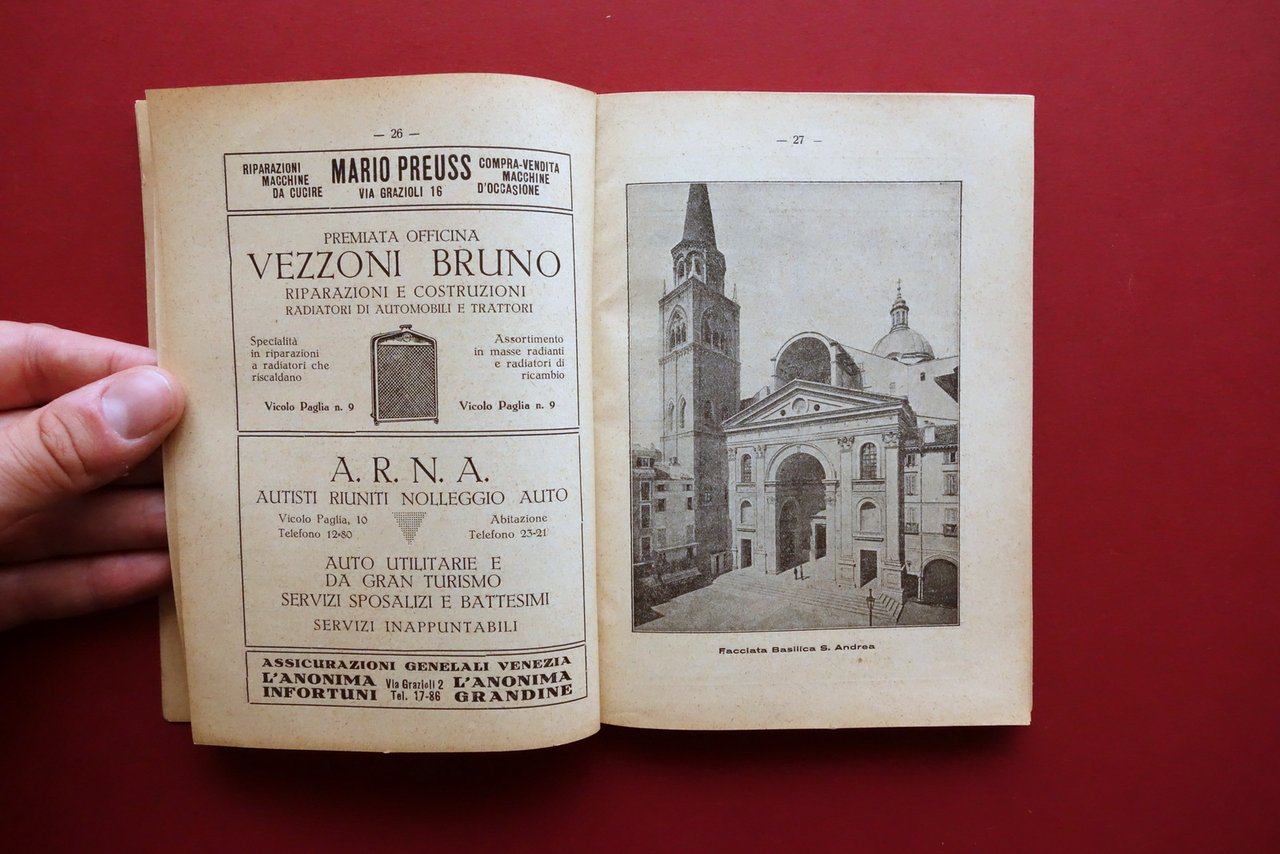 — 26 —
RIPARAZIONI
MACCHINE
DA CUCIRE
MARIO PREUSS
VIA GRAZIOLI 16
COMPRA-VENDITA
MACCHINE
D'OCCASIONE
PREMIATA OFFICINA
VEZZONI BRUNO
RIPARAZIONI E COSTRUZIONI
RADIATORI DI AUTOMOBILI E TRATTORI
Specialità
in riparazioni
a radiatori che
riscaldano
Assortimento
in masse radianti
e radiatori di
ricambio
Vicolo Paglia n. 9
Vicolo Paglia n. 9
A. R. N. A.
AUTISTI RIUNITI NOLLEGGIO AUTO
Vicolo Paglia, 10
Telefono 12-80
Abitazione
Telefono 23-21
AUTO UTILITARIE E
DA GRAN TURISMO
SERVIZI SPOSALIZI E BATTESIMI
SERVIZI INAPPUNTABILI
ASSICURAZIONI GENELALI VENEZIA
L'ANONIMA
INFORTUNI
Via Grazioli 2
Tel. 17-86
L'ANONIMA
GRANDINE
— 27 —
Facciata Basilica S. Andrea